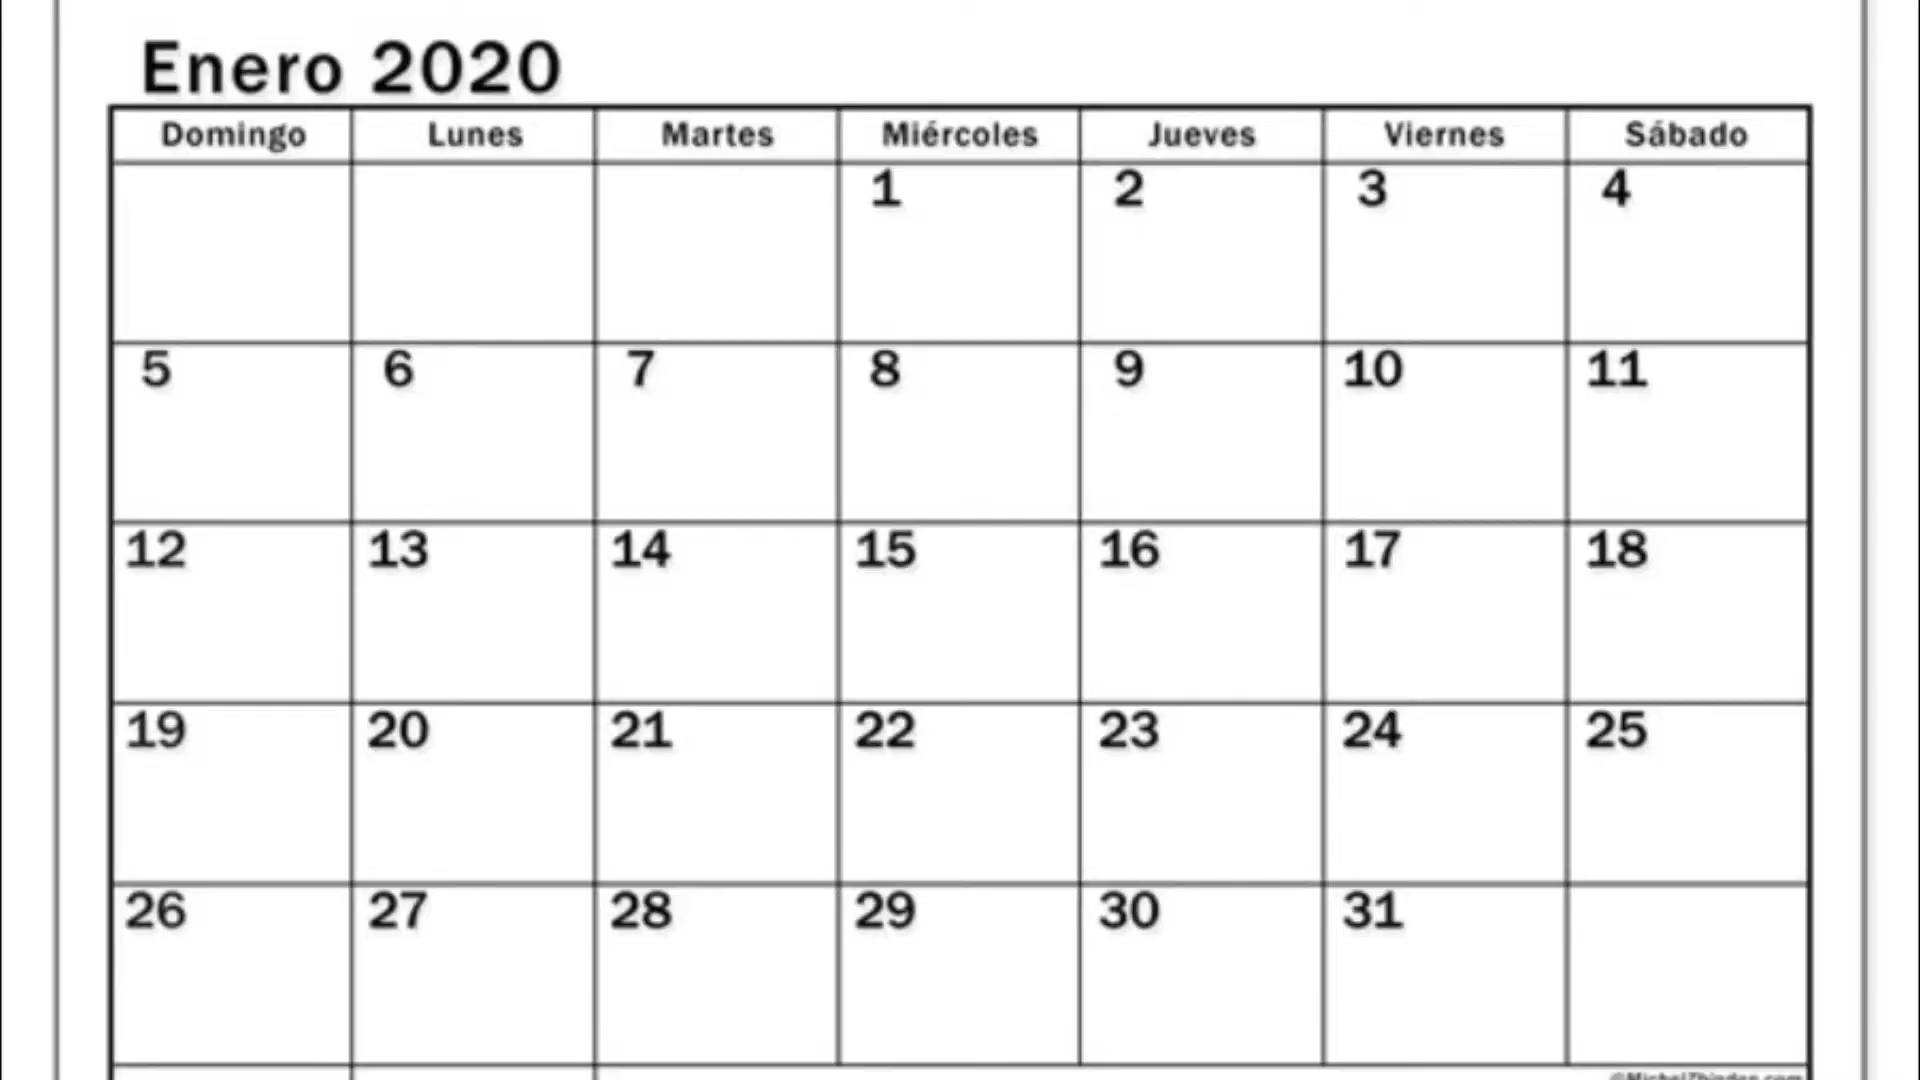 Enero 2020
Domingo Lunes Martes Miércoles Jueves Viernes Sábado
1 2 3 4
5 6 7 8 9 10 11
12 13 14 15 16 17 18
19 20 21 22 23 24 25
26 27 28 29 30 31